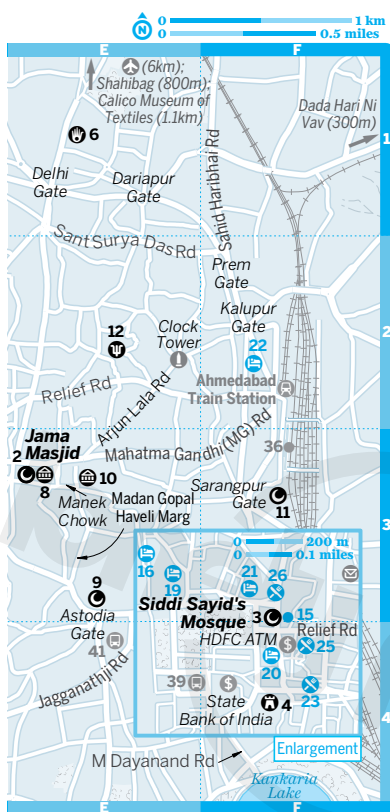 N
0 1 km
0 0.5 miles
E F
(6km);
Shahibag (800m);
Calico Museum of
Textiles (1.1km)
Dada Hari Ni
Vav (300m)
1
6
Delhi
Gate
Dariapur
Gate
Sahid Haribhai Rd
Sant Surya Das Rd
Prem
Gate
Kalupur
Gate
2
12
Clock
Tower
22
Relief Rd
Arjun Lala Rd
Ahmedabad
Train Station
Jama
Masjid
Mahatma Gandhi (MG) Rd
36
2
8
10
Manek
Chowk
Madan Gopal
Haveli Marg
Sarangpur
Gate
11
3
0 200 m
0 0.1 miles
16
19
21
26
9
Siddi Sayid's
Mosque
3
15
Astodia
Gate
41
HDFC ATM
$
Relief Rd
25
20
Jagganathji Rd
39
$
State
Bank of India
4
23
4
Enlargement
M Dayanand Rd
Kankaria
Lake
E F